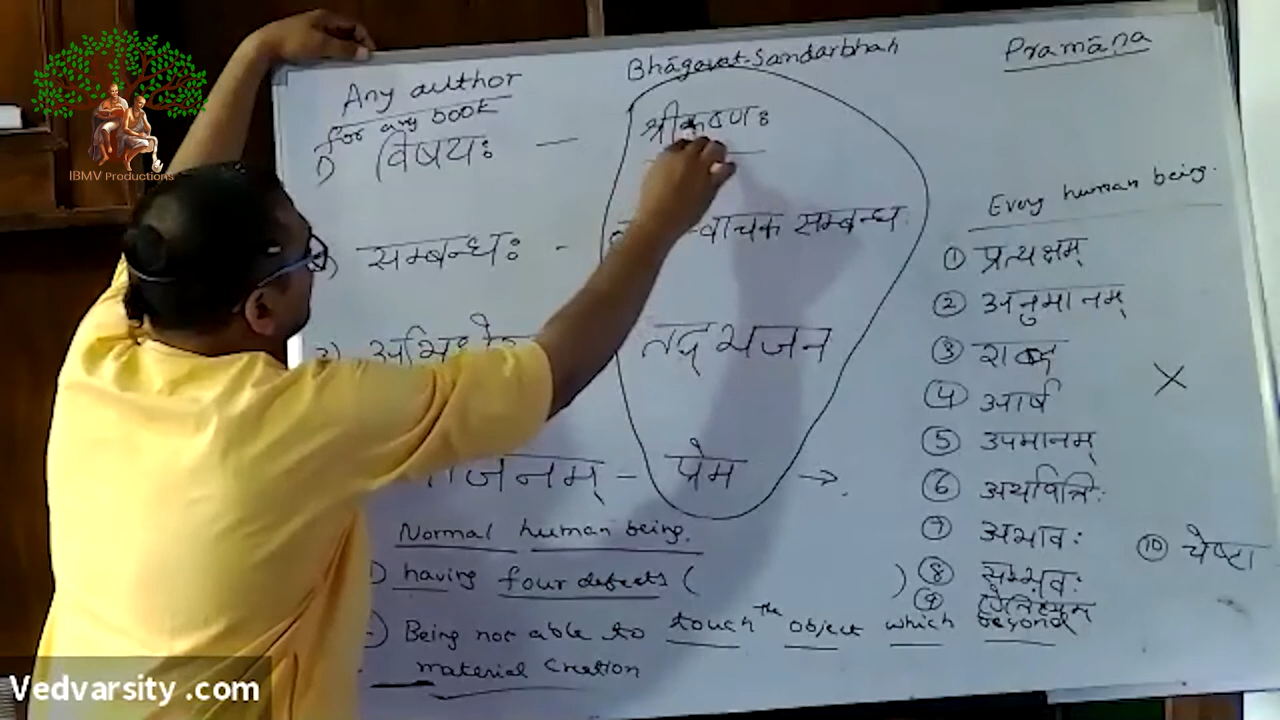 IBMV Productions
Any author
for any book
Bhāgavat-Sandarbhaḥ
Pramāṇa
1) विषयः —
श्रीकृष्णः
सम्बन्धः -
-वाचक सम्बन्ध
तद् भजन
जनम् - प्रेम →
Every human being.
① प्रत्यक्षम्
② अनुमानम्
③ शब्द
④ आर्ष
⑤ उपमानम्
⑥ अर्थापत्तिः
⑦ अभावः
⑧ सम्भवः
⑨
⑩ चेष्टा
X
Normal human being.
) having four defects ( )
-) Being not able to touch The object which beyond
material Creation
Vedvarsity .com